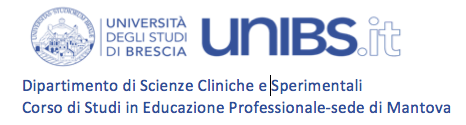 UNIVERSITÀ
DEGLI STUDI
DI BRESCIA
UNIBS.it
Dipartimento di Scienze Cliniche e Sperimentali
Corso di Studi in Educazione Professionale-sede di Mantova